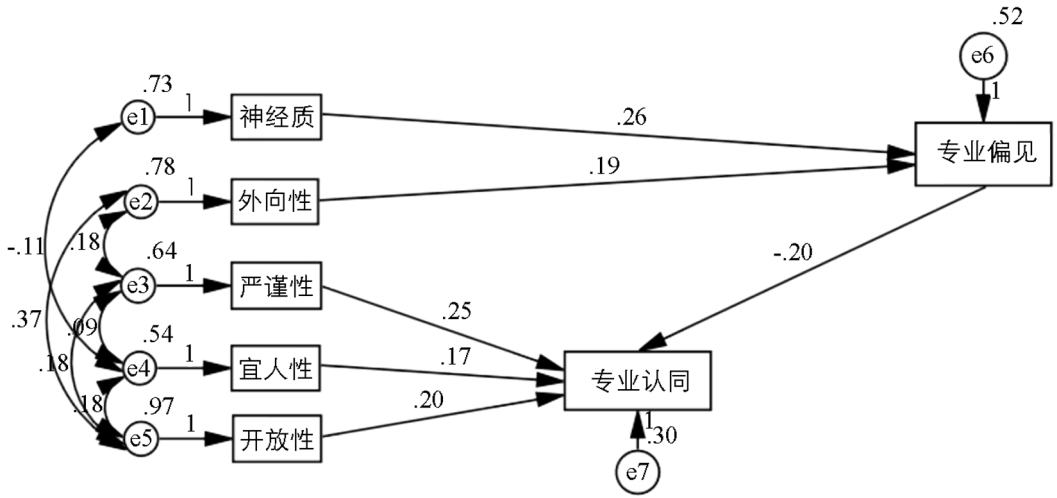 .52
e6
1
.73
e1
1
神经质
.26
专业偏见
.78
e2
1
外向性
.19
-.11
.18
.64
e3
1
严谨性
-.20
.25
.37
.09
.54
e4
1
宜人性
.17
专业认同
.18
.18
.97
e5
1
开放性
.20
1
.30
e7